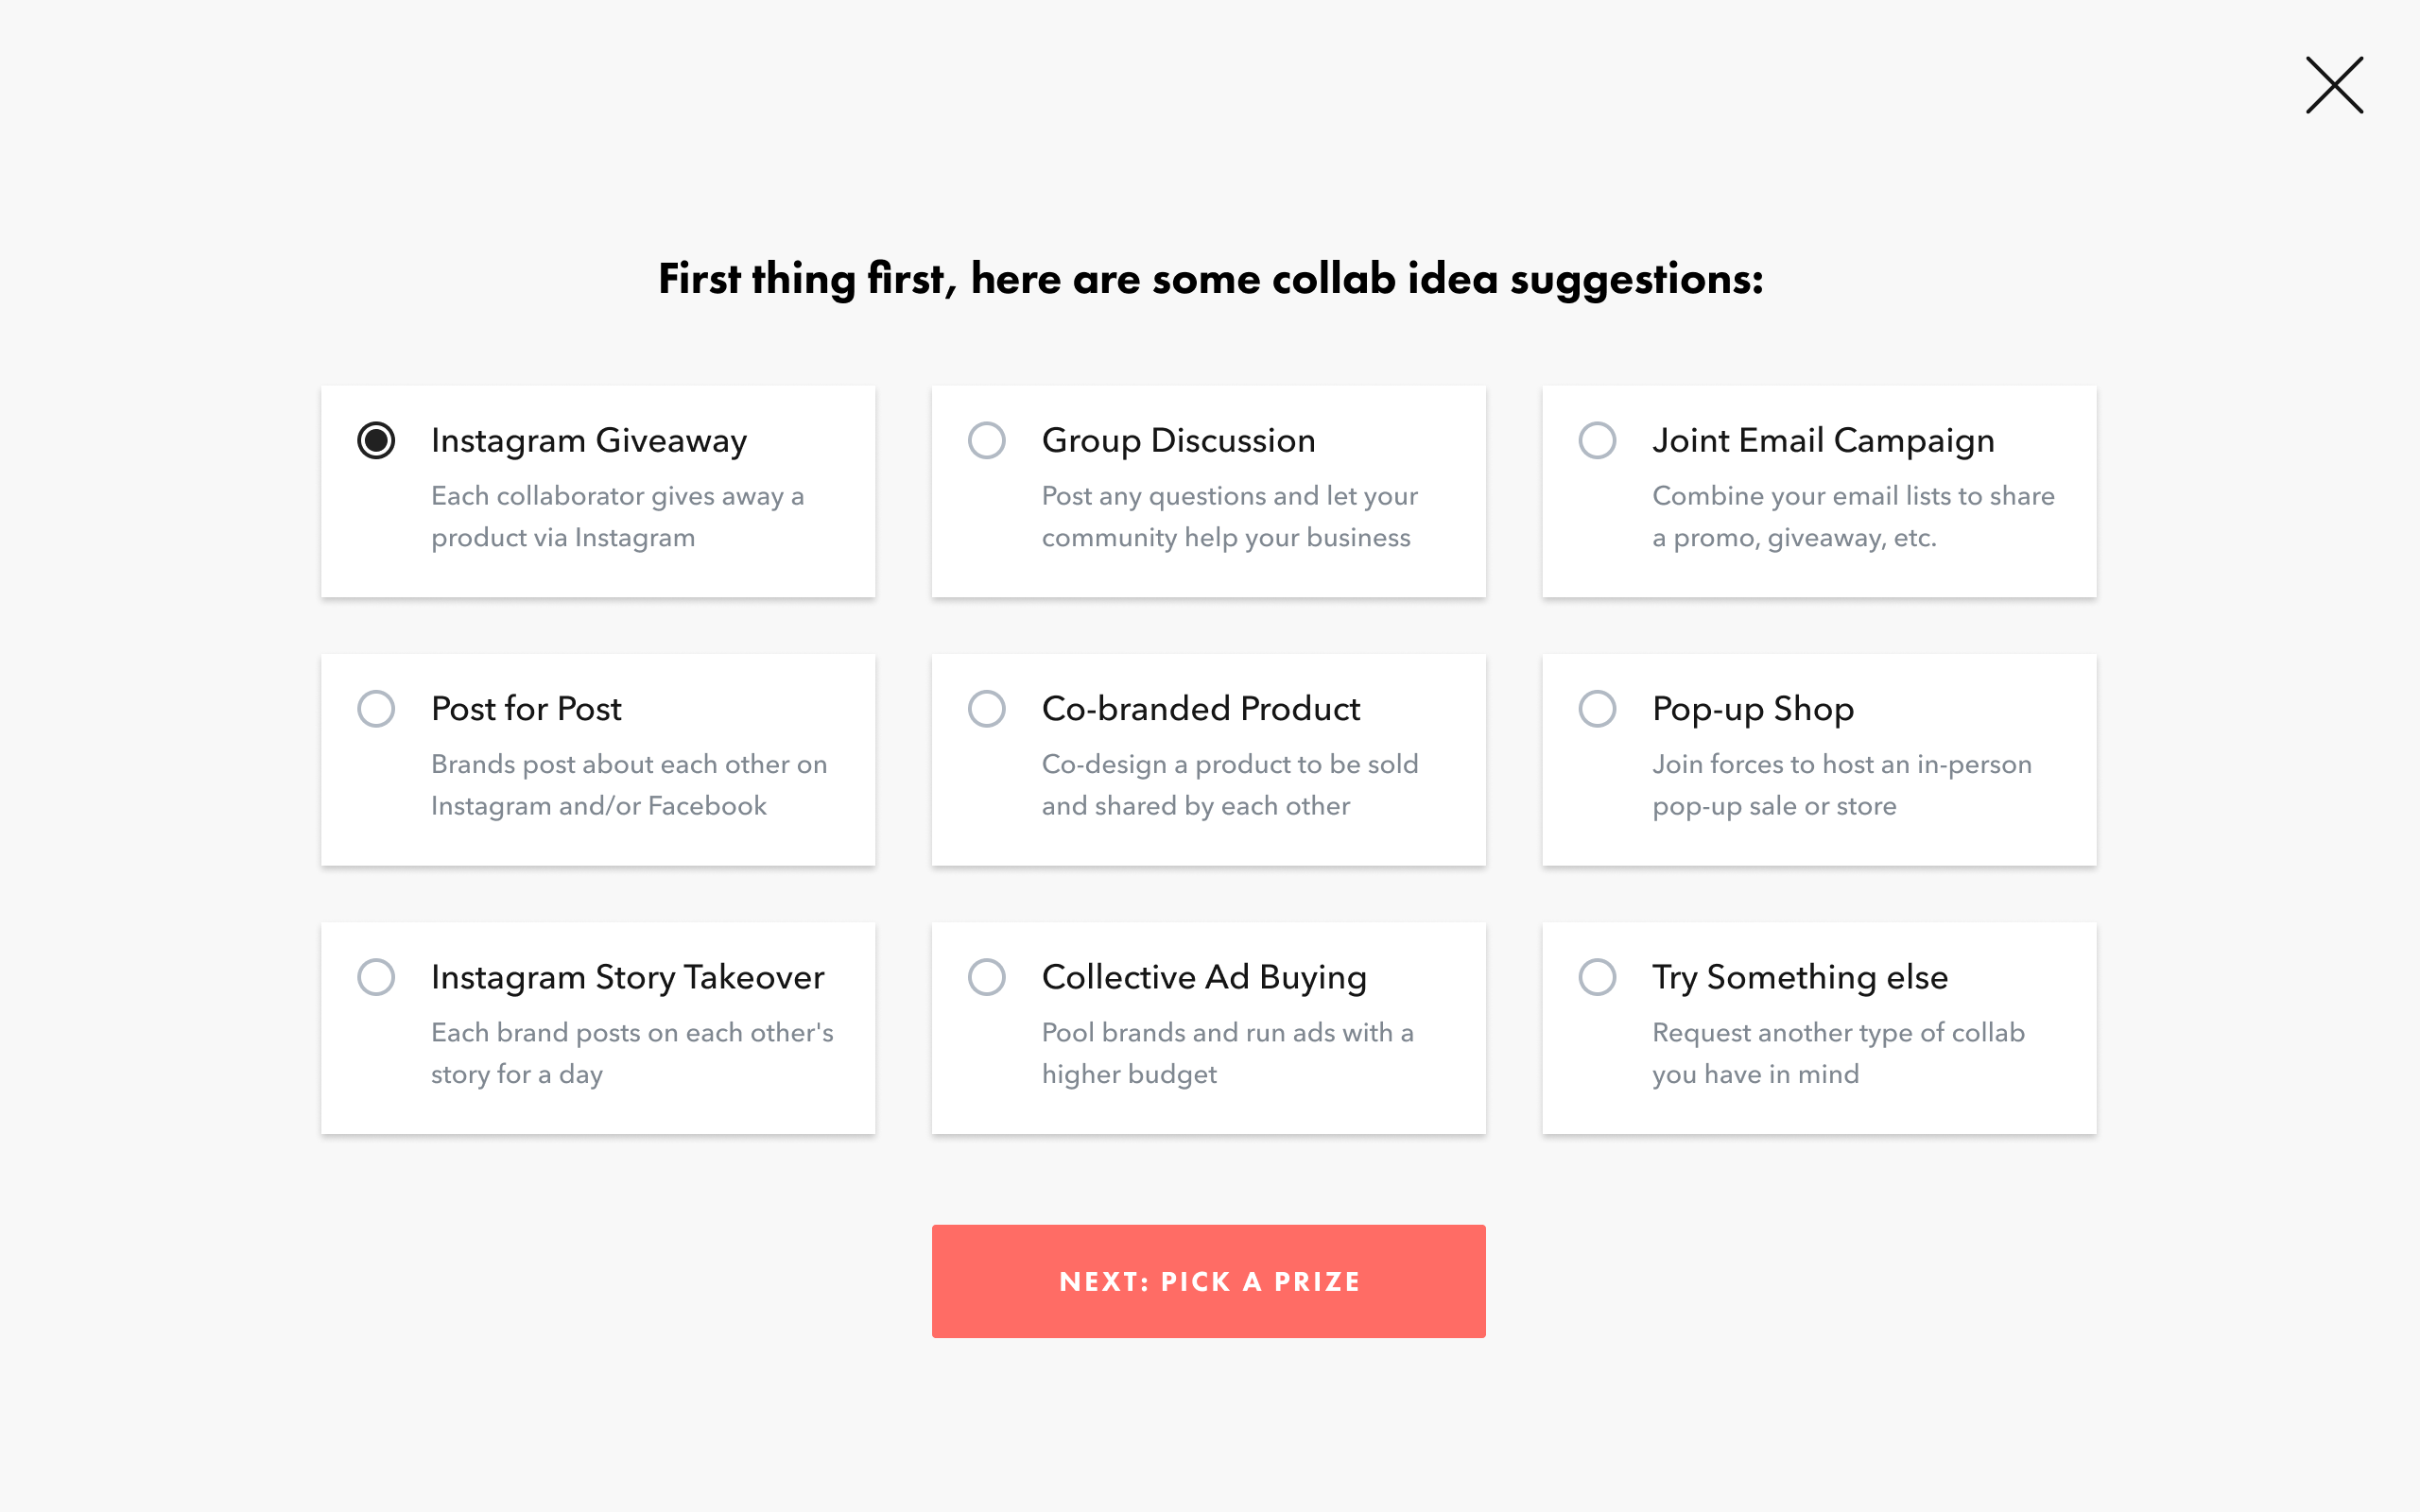 First thing first, here are some collab idea suggestions:
Instagram Giveaway
Each collaborator gives away a
product via Instagram
Group Discussion
Post any questions and let your
community help your business
Joint Email Campaign
Combine your email lists to share
a promo, giveaway, etc.
Post for Post
Brands post about each other on
Instagram and/or Facebook
Co-branded Product
Co-design a product to be sold
and shared by each other
Pop-up Shop
Join forces to host an in-person
pop-up sale or store
Instagram Story Takeover
Each brand posts on each other's
story for a day
Collective Ad Buying
Pool brands and run ads with a
higher budget
Try Something else
Request another type of collab
you have in mind
NEXT: PICK A PRIZE